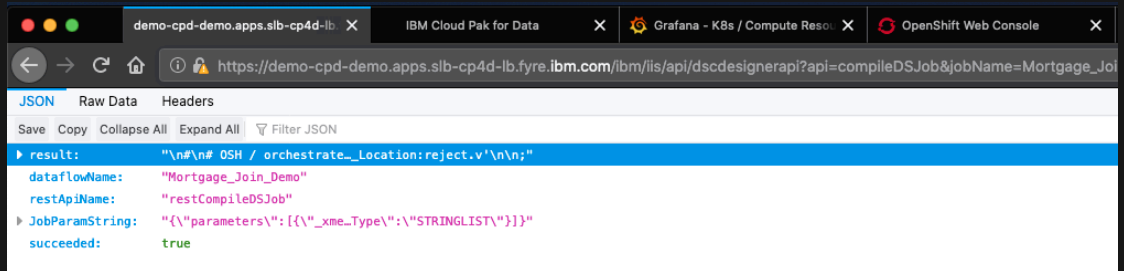 demo-cpd-demo.apps.slb-cp4d-lb. IBM Cloud Pak for Data Grafana - K8s / Compute Resou OpenShift Web Console
https://demo-cpd-demo.apps.slb-cp4d-lb.fyre.ibm.com/ibm/iis/api/dscdesignerapi?api=compileDSJob&jobName=Mortgage_Joi
JSON Raw Data Headers
Save Copy Collapse All Expand All Filter JSON
result: "\n#\n# OSH / orchestrate…_Location:reject.v'\n\n;"
dataflowName: "Mortgage_Join_Demo"
restApiName: "restCompileDSJob"
JobParamString: "{\"parameters\":[{\"_xme…Type\":\"STRINGLIST\"}]}"
succeeded: true